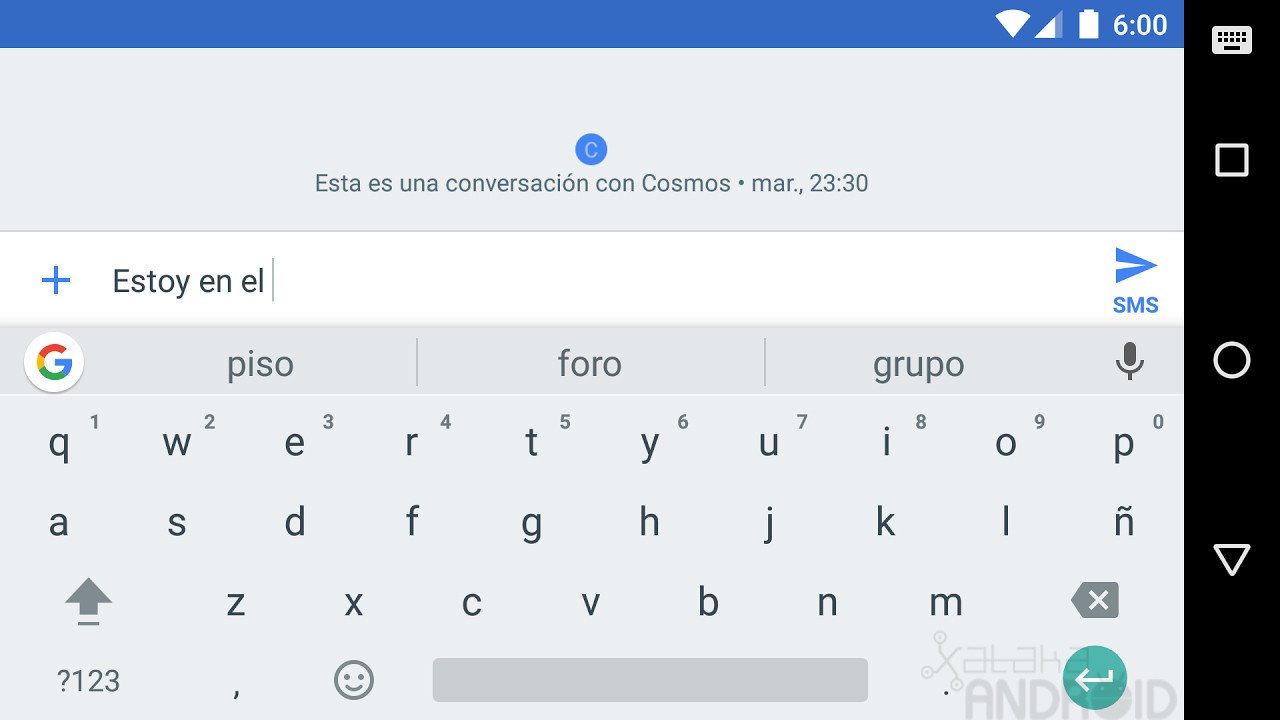 6:00
C
Esta es una conversación con Cosmos • mar., 23:30
Estoy en el
SMS
G piso foro grupo
q 1 w 2 e 3 r 4 t 5 y 6 u 7 i 8 o 9 p 0
a s d f g h j k l ñ
z x c v b n m
?123 , .
Xataka
ANDROID